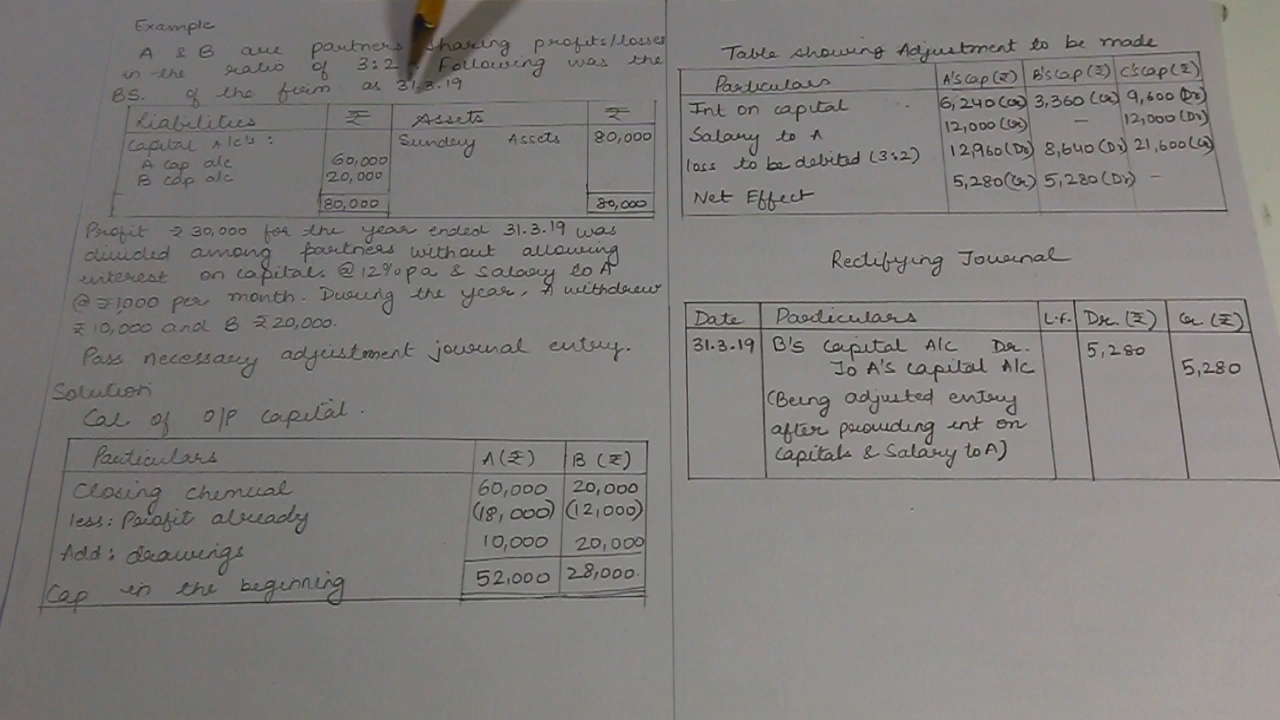 Example
A & B are partners sharing profits/losses
in the ratio of 3:2. Following was the
BS. of the firm as 31.3.19
Liabilities ₹ Assets ₹
Capital A/c's: Sundry Assets 80,000
A cap a/c 60,000
B cap a/c 20,000
80,000 80,000
Profit ₹ 30,000 for the year ended 31.3.19 was
divided among partners without allowing
interest on capitals @ 12% pa & salary to A
@ ₹1000 per month. During the year, A withdrew
₹ 10,000 and B ₹ 20,000.
Pass necessary adjustment journal entry.
Solution
Cal. of O/P capital.
Particulars A (₹) B (₹)
Closing 60,000 20,000
less: Profit already (18,000) (12,000)
Add: drawings 10,000 20,000
Cap in the beginning 52,000 28,000.
Table showing Adjustment to be made
Particulars A's Cap (₹) B's Cap (₹) C's Cap (₹)
Int on capital 6,240 (Cr) 3,360 (Cr) 9,600 (Dr)
Salary to A 12,000 (Cr) — 12,000 (Dr)
loss to be debited (3:2) 12,960 (Dr) 8,640 (Dr) 21,600 (Cr)
Net Effect 5,280 (Cr) 5,280 (Dr) —
Rectifying Journal
Date Particulars L.f. Dr. (₹) Cr. (₹)
31.3.19 B's Capital A/c Dr. 5,280
To A's capital A/c 5,280
(Being adjusted entry
after providing int on
capitals & Salary to A)